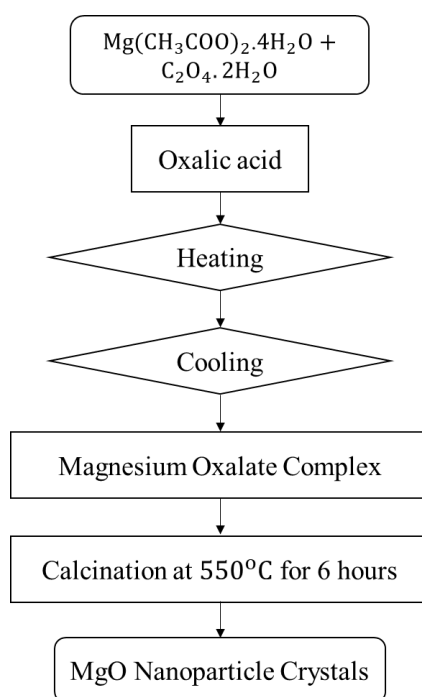 Mg(CH₃COO)₂.4H₂O +
C₂O₄.2H₂O
Oxalic acid
Heating
Cooling
Magnesium Oxalate Complex
Calcination at 550°C for 6 hours
MgO Nanoparticle Crystals